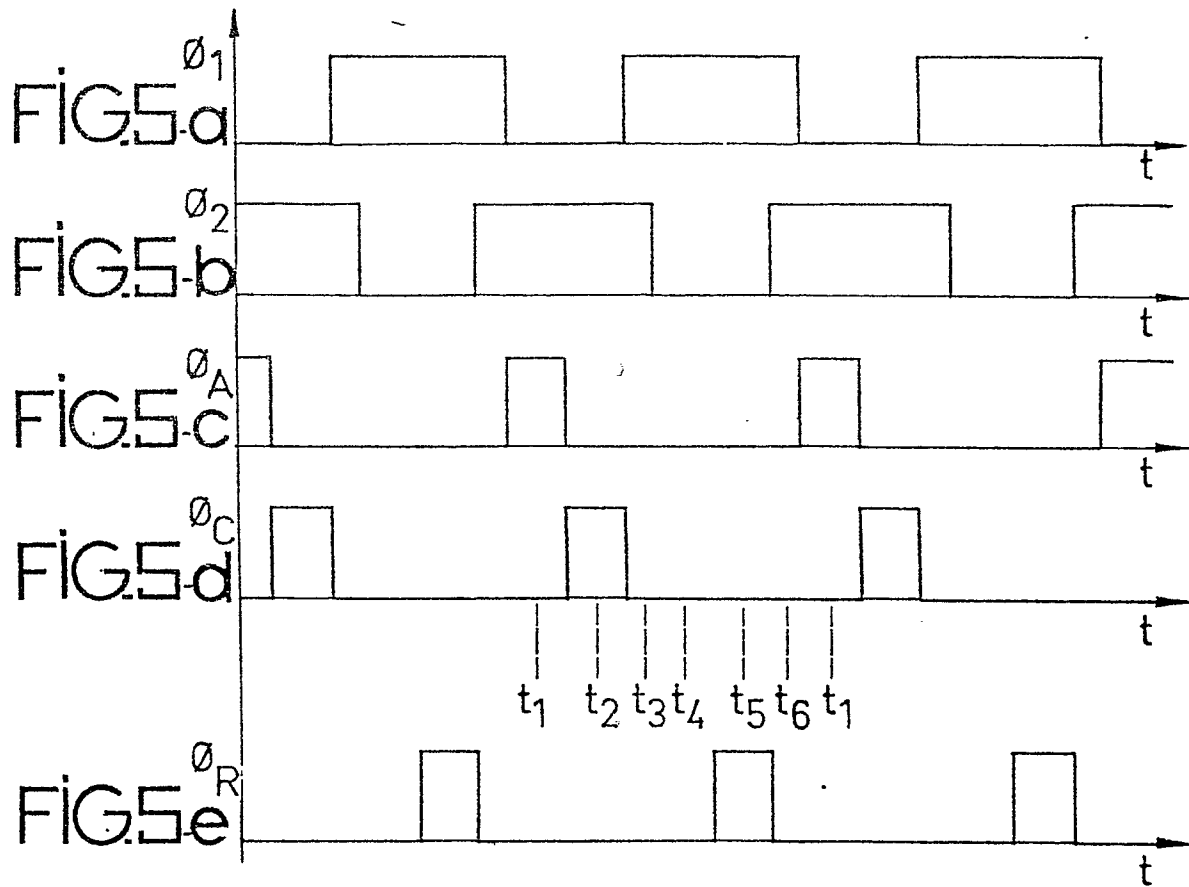 FIG.5-a Ø1
t
FIG.5-b Ø2
t
FIG.5-c ØA
t
FIG.5-d ØC
t
t1 t2 t3 t4 t5 t6 t1
FIG.5-e ØR
t